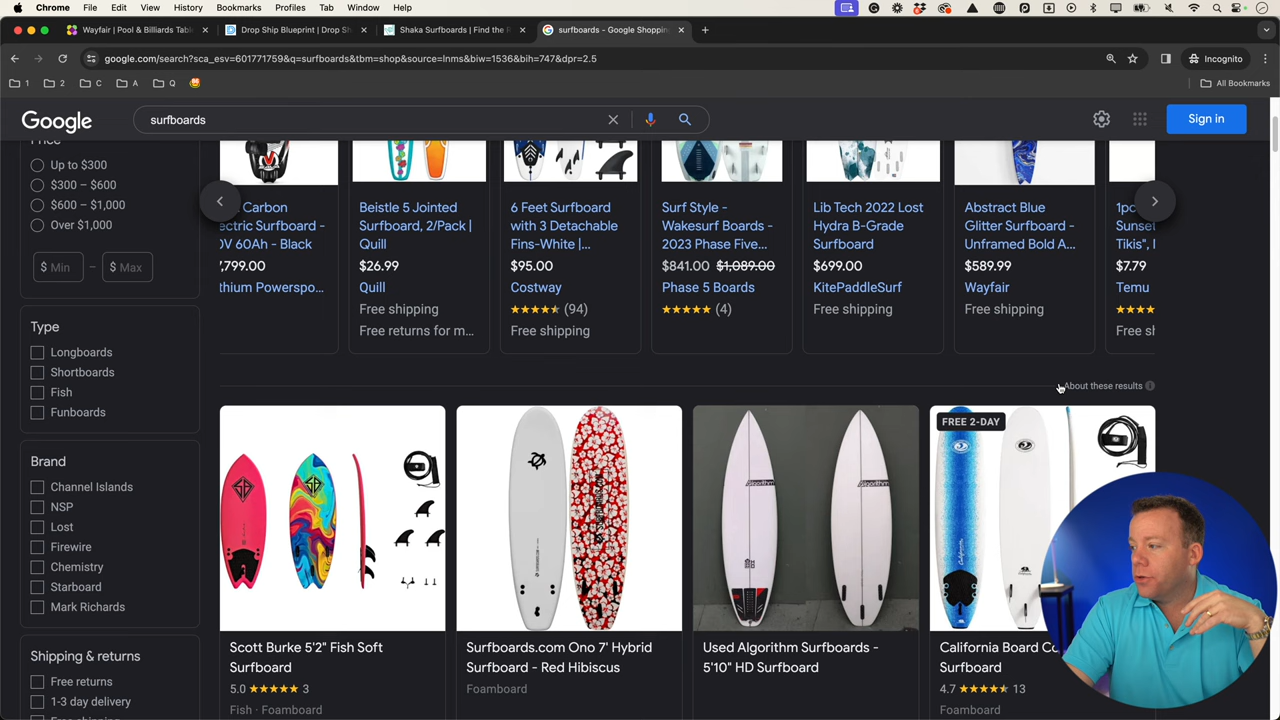 Chrome File Edit View History Bookmarks Profiles Tab Window Help
Wayfair | Pool & Billiards Table
Drop Ship Blueprint | Drop Sh
Shaka Surfboards | Find the R
surfboards - Google Shopping
google.com/search?sca_esv=601771759&q=surfboards&tbm=shop&source=lnms&biw=1536&bih=747&dpr=2.5
Incognito
1 2 C A Q
All Bookmarks
Google
surfboards
Sign in
Price
Up to $300
$300 – $600
$600 – $1,000
Over $1,000
$ Min – $ Max
Type
Longboards
Shortboards
Fish
Funboards
Brand
Channel Islands
NSP
Lost
Firewire
Chemistry
Starboard
Mark Richards
Shipping & returns
Free returns
1-3 day delivery
Carbon
ectric Surfboard -
0V 60Ah - Black
7,799.00
thium Powerspo...
Beistle 5 Jointed
Surfboard, 2/Pack |
Quill
$26.99
Quill
Free shipping
Free returns for m...
6 Feet Surfboard
with 3 Detachable
Fins-White |...
$95.00
Costway
(94)
Free shipping
Surf Style -
Wakesurf Boards -
2023 Phase Five...
$841.00 $1,089.00
Phase 5 Boards
(4)
Lib Tech 2022 Lost
Hydra B-Grade
Surfboard
$699.00
KitePaddleSurf
Free shipping
Abstract Blue
Glitter Surfboard -
Unframed Bold A...
$589.99
Wayfair
Free shipping
1pc
Sunset
Tikis", I
$7.79
Temu
Free sh
About these results
FREE 2-DAY
Algorithm
California
Scott Burke 5'2" Fish Soft
Surfboard
5.0 3
Fish · Foamboard
Surfboards.com Ono 7' Hybrid
Surfboard - Red Hibiscus
Foamboard
Used Algorithm Surfboards -
5'10" HD Surfboard
California Board Co
Surfboard
4.7 13
Foamboard